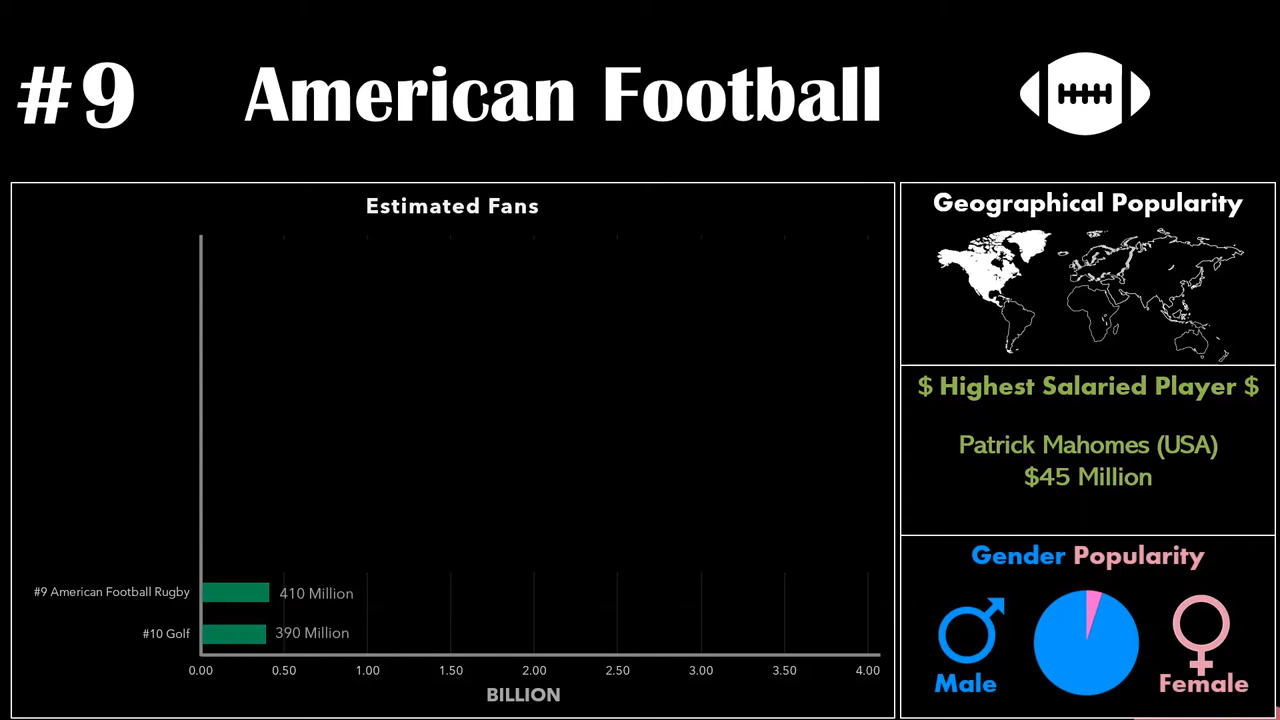 #9 American Football
Estimated Fans
#9 American Football Rugby 410 Million
#10 Golf 390 Million
0.00 0.50 1.00 1.50 2.00 2.50 3.00 3.50 4.00
BILLION
Geographical Popularity
$ Highest Salaried Player $
Patrick Mahomes (USA)
$45 Million
Gender Popularity
Male Female